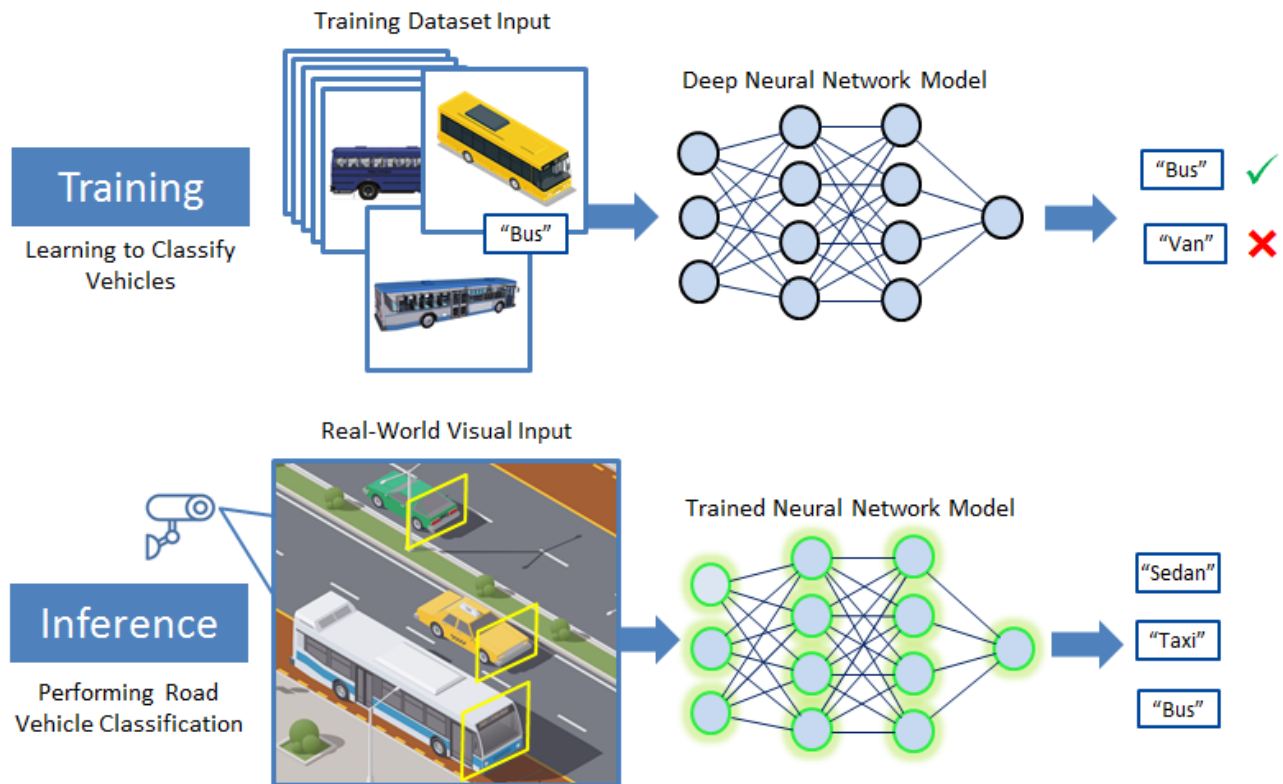 Training Dataset Input
Deep Neural Network Model
Training
Learning to Classify
Vehicles
“Bus”
“Bus”
“Van”
Real-World Visual Input
Trained Neural Network Model
Inference
Performing Road
Vehicle Classification
“Sedan”
“Taxi”
“Bus”